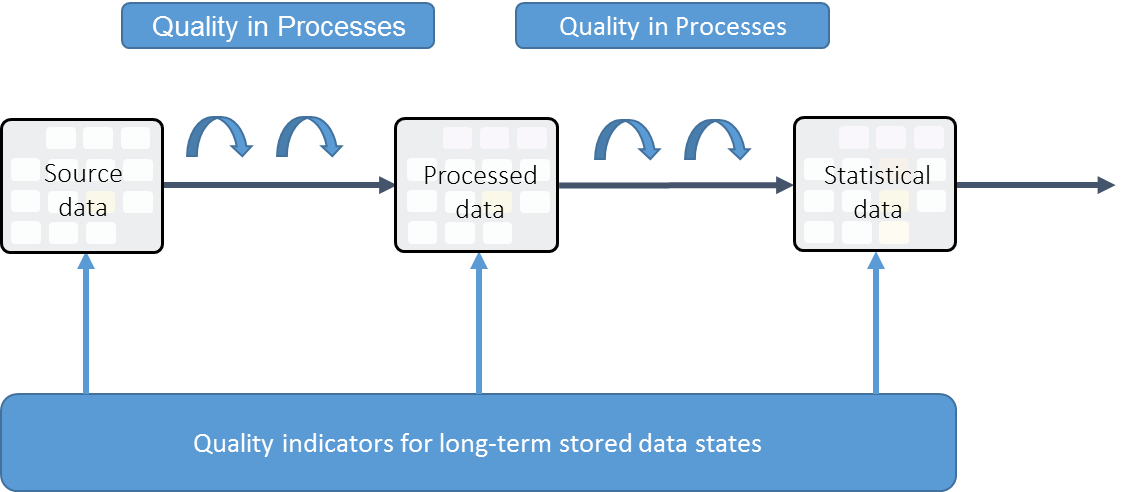 Quality in Processes
Quality in Processes
Source
data
Processed
data
Statistical
data
Quality indicators for long-term stored data states